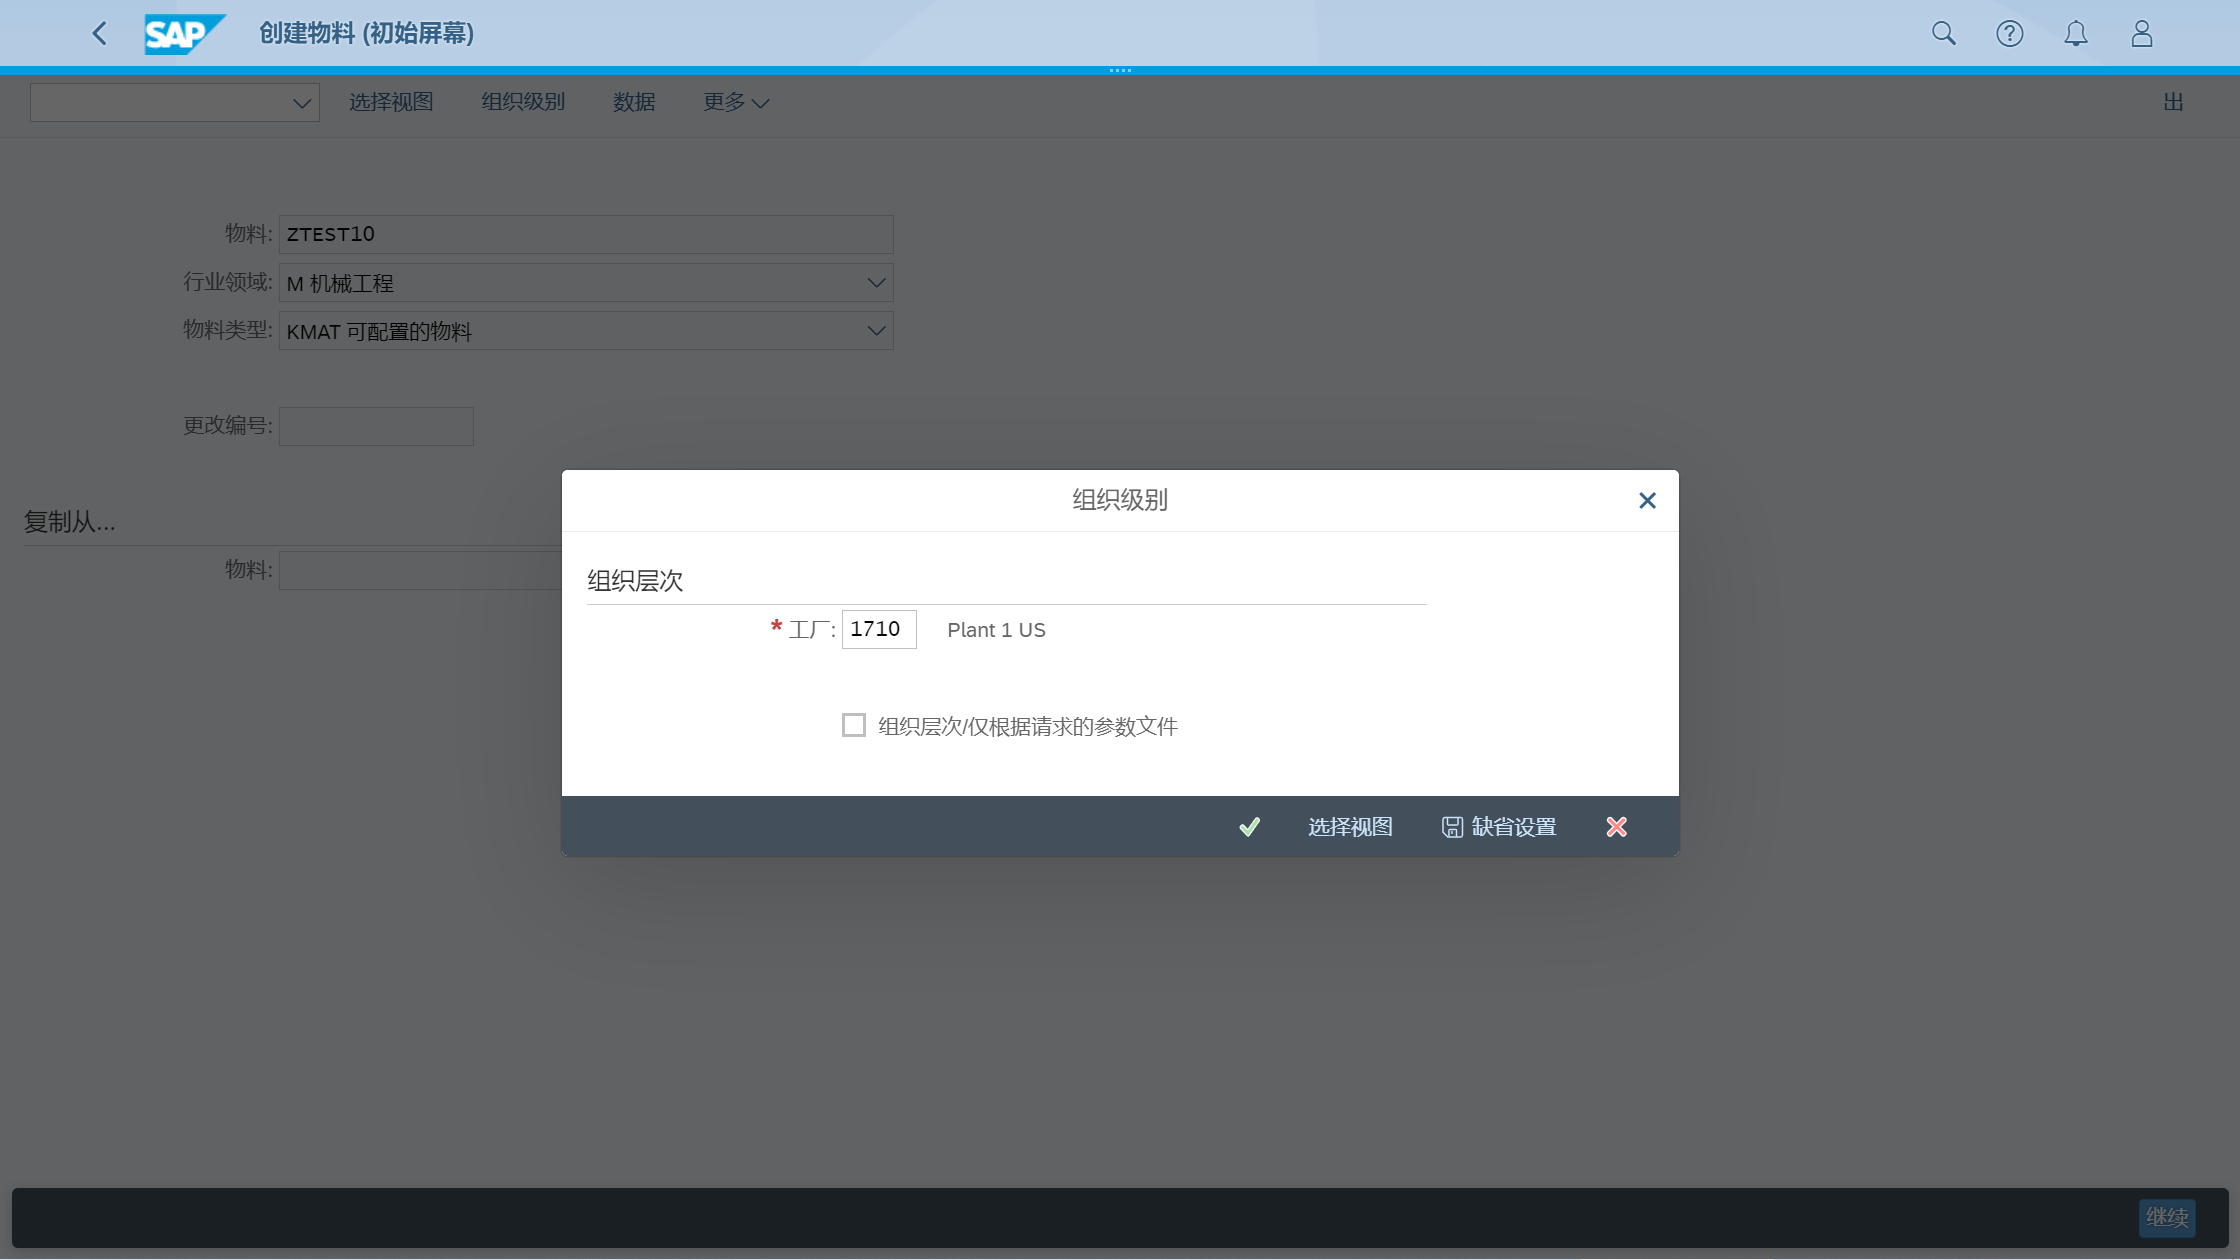 SAP 创建物料 (初始屏幕)
选择视图 组织级别 数据 更多 出
物料: ZTEST10
行业领域: M 机械工程
物料类型: KMAT 可配置的物料
更改编号:
复制从...
物料:
组织级别
组织层次
* 工厂: 1710 Plant 1 US
组织层次/仅根据请求的参数文件
选择视图 缺省设置
继续